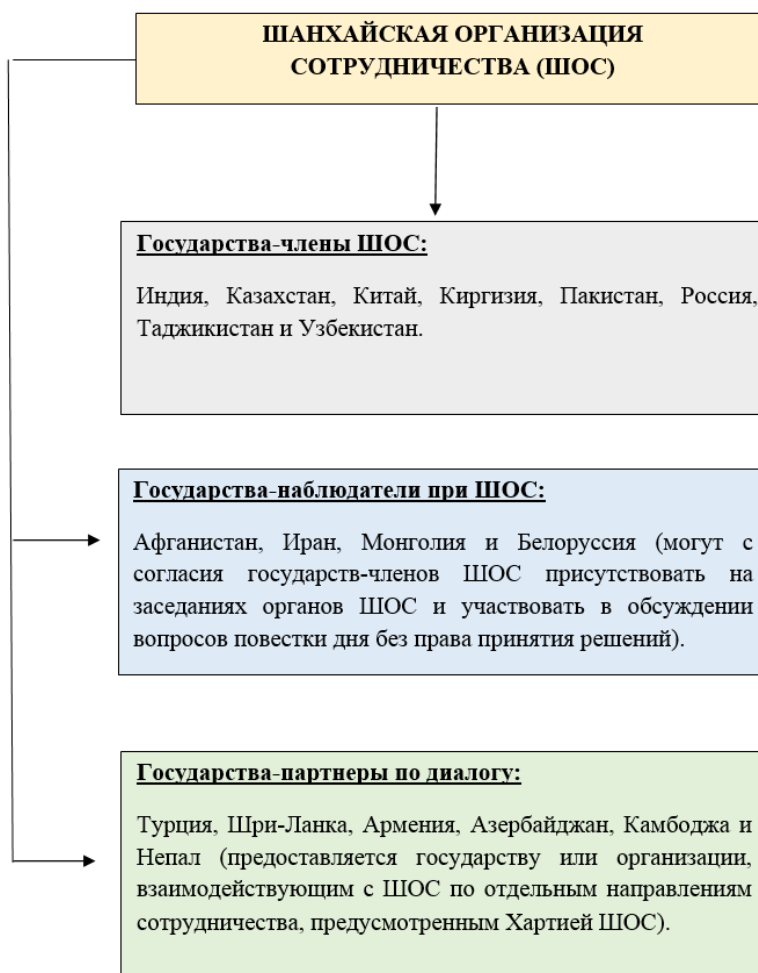 ШАНХАЙСКАЯ ОРГАНИЗАЦИЯ
СОТРУДНИЧЕСТВА (ШОС)
Государства-члены ШОС:
Индия, Казахстан, Китай, Киргизия, Пакистан, Россия,
Таджикистан и Узбекистан.
Государства-наблюдатели при ШОС:
Афганистан, Иран, Монголия и Белоруссия (могут с
согласия государств-членов ШОС присутствовать на
заседаниях органов ШОС и участвовать в обсуждении
вопросов повестки дня без права принятия решений).
Государства-партнеры по диалогу:
Турция, Шри-Ланка, Армения, Азербайджан, Камбоджа и
Непал (предоставляется государству или организации,
взаимодействующим с ШОС по отдельным направлениям
сотрудничества, предусмотренным Хартией ШОС).